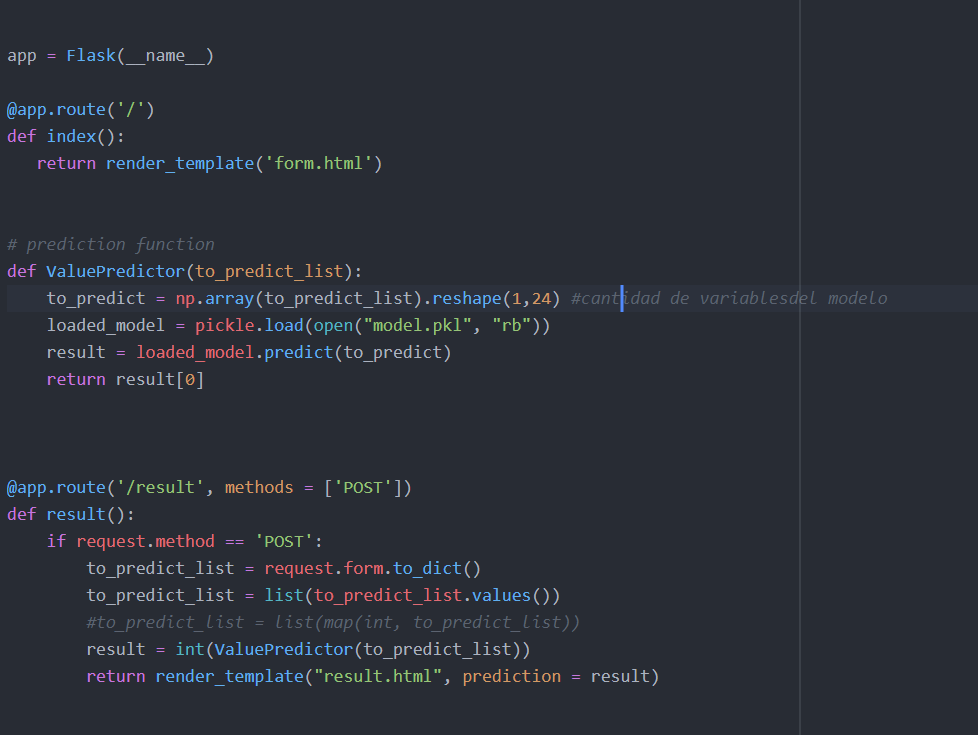 app = Flask(__name__)
@app.route('/')
def index():
   return render_template('form.html')
# prediction function
def ValuePredictor(to_predict_list):
    to_predict = np.array(to_predict_list).reshape(1,24) #cantidad de variablesdel modelo
    loaded_model = pickle.load(open("model.pkl", "rb"))
    result = loaded_model.predict(to_predict)
    return result[0]
@app.route('/result', methods = ['POST'])
def result():
    if request.method == 'POST':
        to_predict_list = request.form.to_dict()
        to_predict_list = list(to_predict_list.values())
        #to_predict_list = list(map(int, to_predict_list))
        result = int(ValuePredictor(to_predict_list))
        return render_template("result.html", prediction = result)